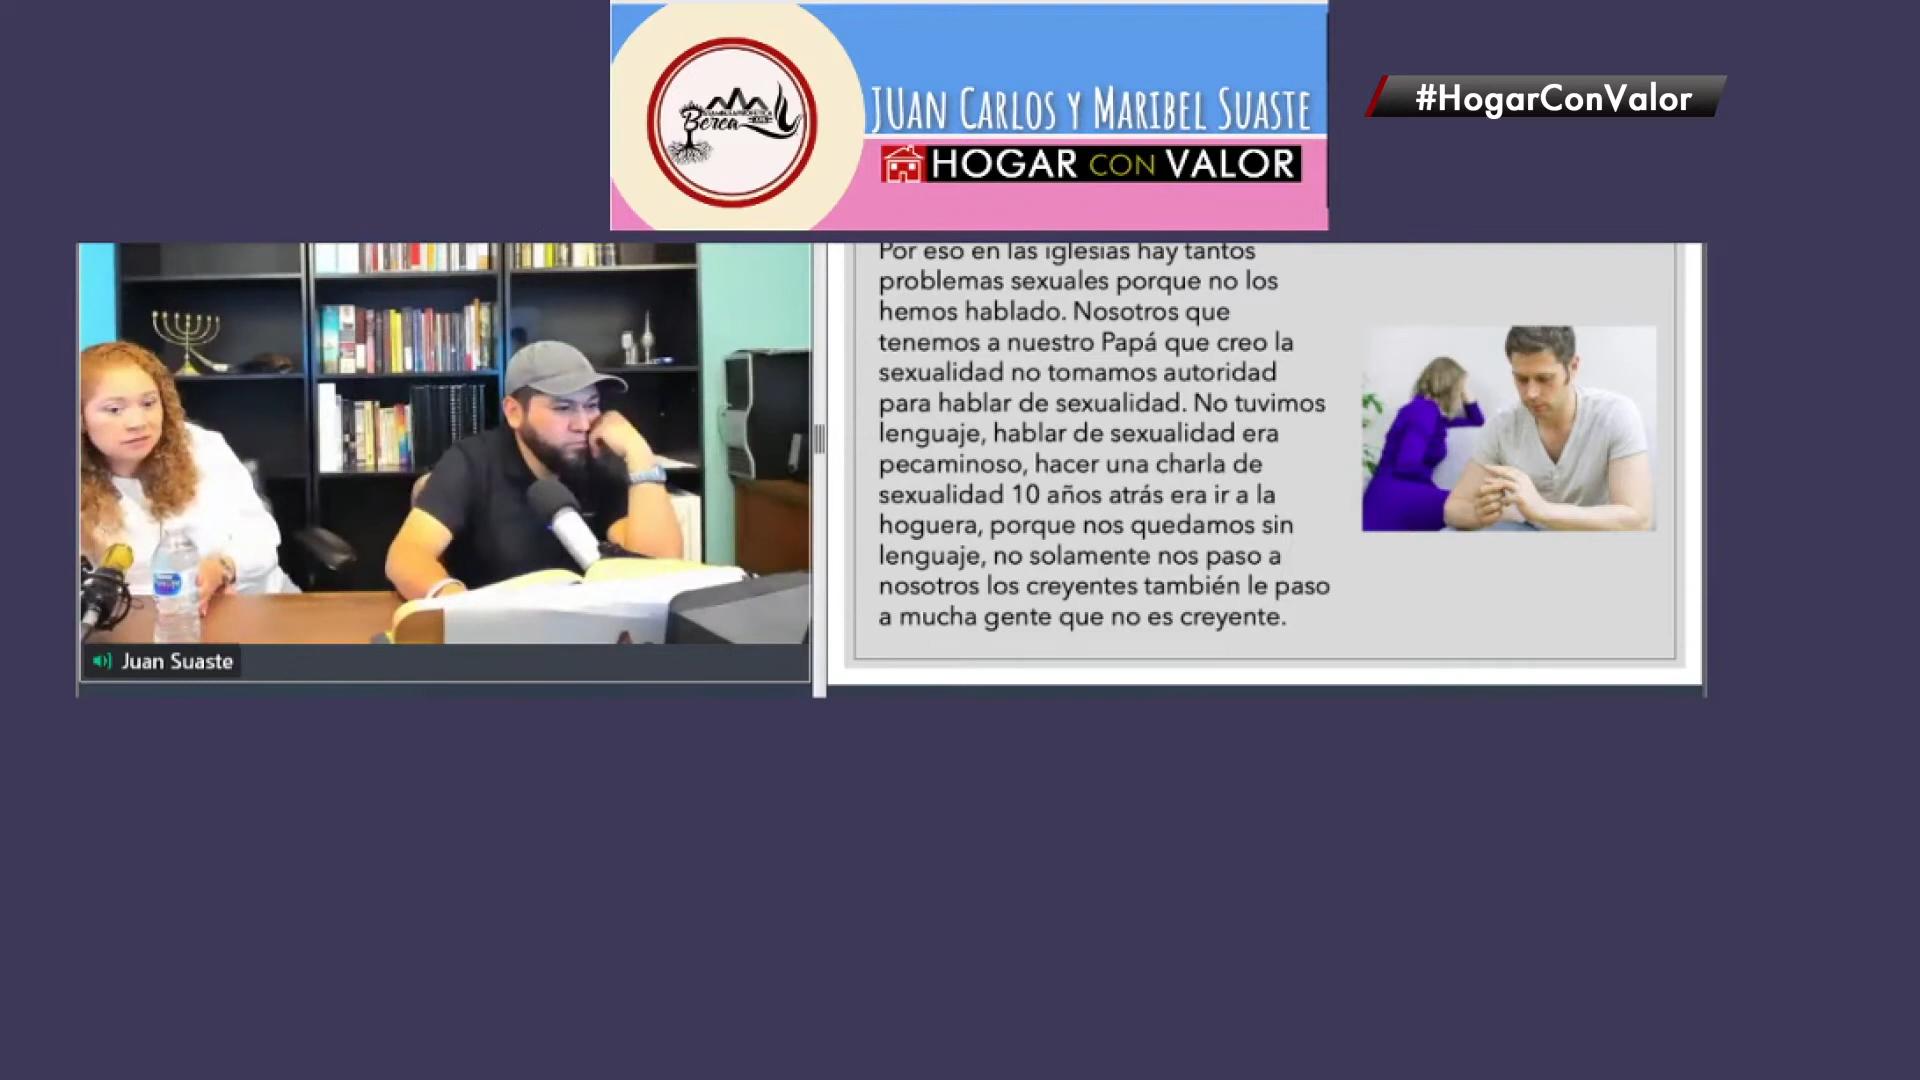 Berea
JUan Carlos y Maribel Suaste
HOGAR CON VALOR
#HogarConValor
Por eso en las iglesias hay tantos
problemas sexuales porque no los
hemos hablado. Nosotros que
tenemos a nuestro Papá que creo la
sexualidad no tomamos autoridad
para hablar de sexualidad. No tuvimos
lenguaje, hablar de sexualidad era
pecaminoso, hacer una charla de
sexualidad 10 años atrás era ir a la
hoguera, porque nos quedamos sin
lenguaje, no solamente nos paso a
nosotros los creyentes también le paso
a mucha gente que no es creyente.
Juan Suaste